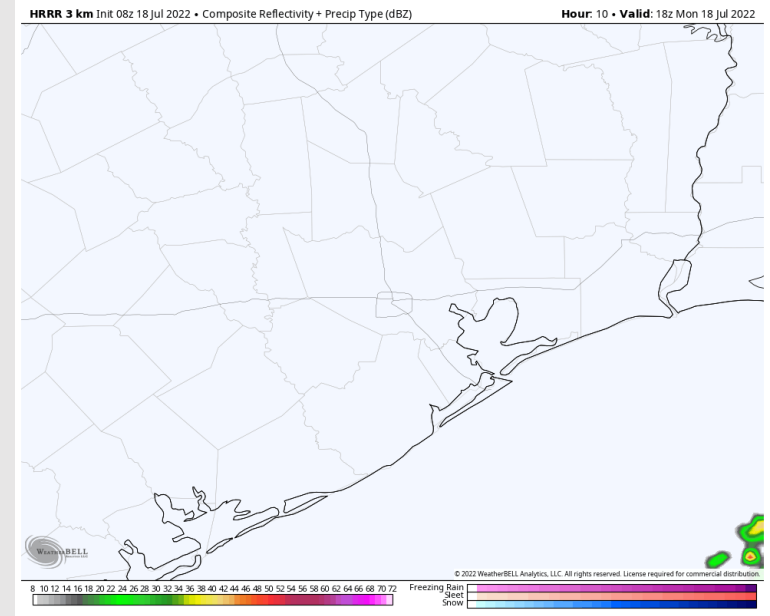 HRRR 3 km Init 08z 18 Jul 2022 • Composite Reflectivity + Precip Type (dBZ)
Hour: 10 • Valid: 18z Mon 18 Jul 2022
WEATHERBELL
© 2022 WeatherBELL Analytics, LLC. All rights reserved. License required for commercial distribution.
8 10 12 14 16 18 20 22 24 26 28 30 32 34 36 38 40 42 44 46 48 50 52 54 56 58 60 62 64 66 68 70 72
Freezing Rain
Sleet
Snow